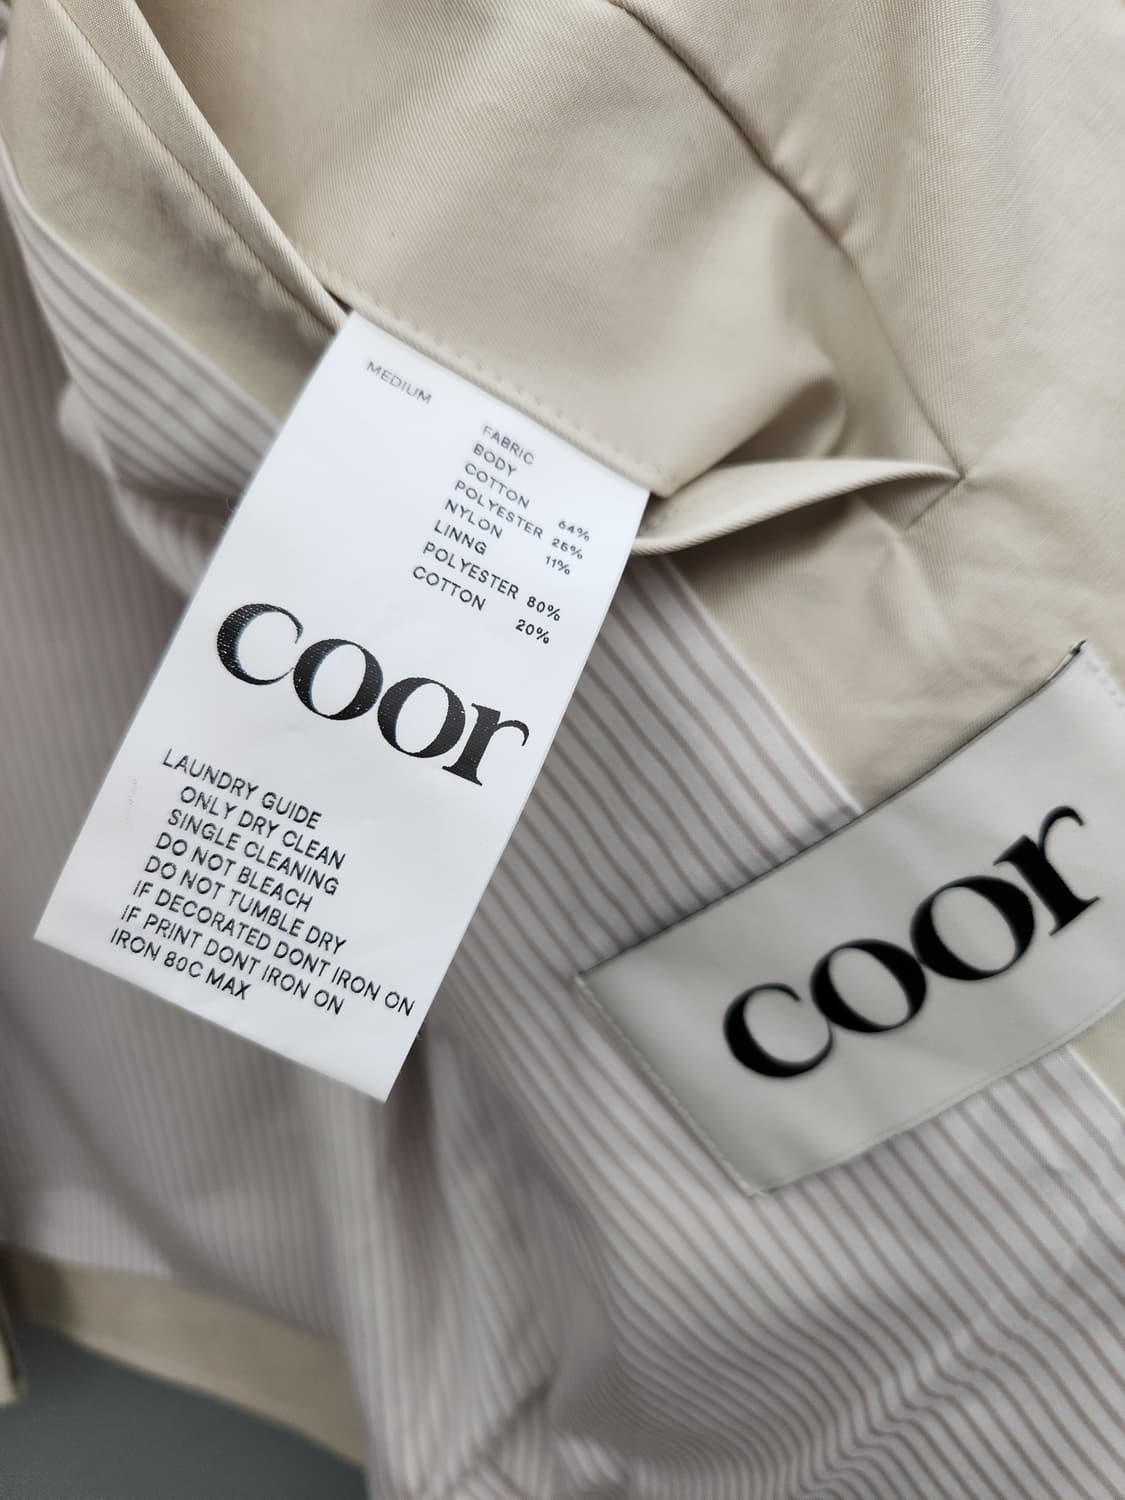 MEDIUM
FABRIC
BODY
COTTON 64%
POLYESTER 25%
NYLON 11%
LINNG
POLYESTER 80%
COTTON 20%
coor
LAUNDRY GUIDE
ONLY DRY CLEAN
SINGLE CLEANING
DO NOT BLEACH
DO NOT TUMBLE DRY
IF DECORATED DONT IRON ON
IF PRINT DONT IRON ON
IRON 80C MAX
coor